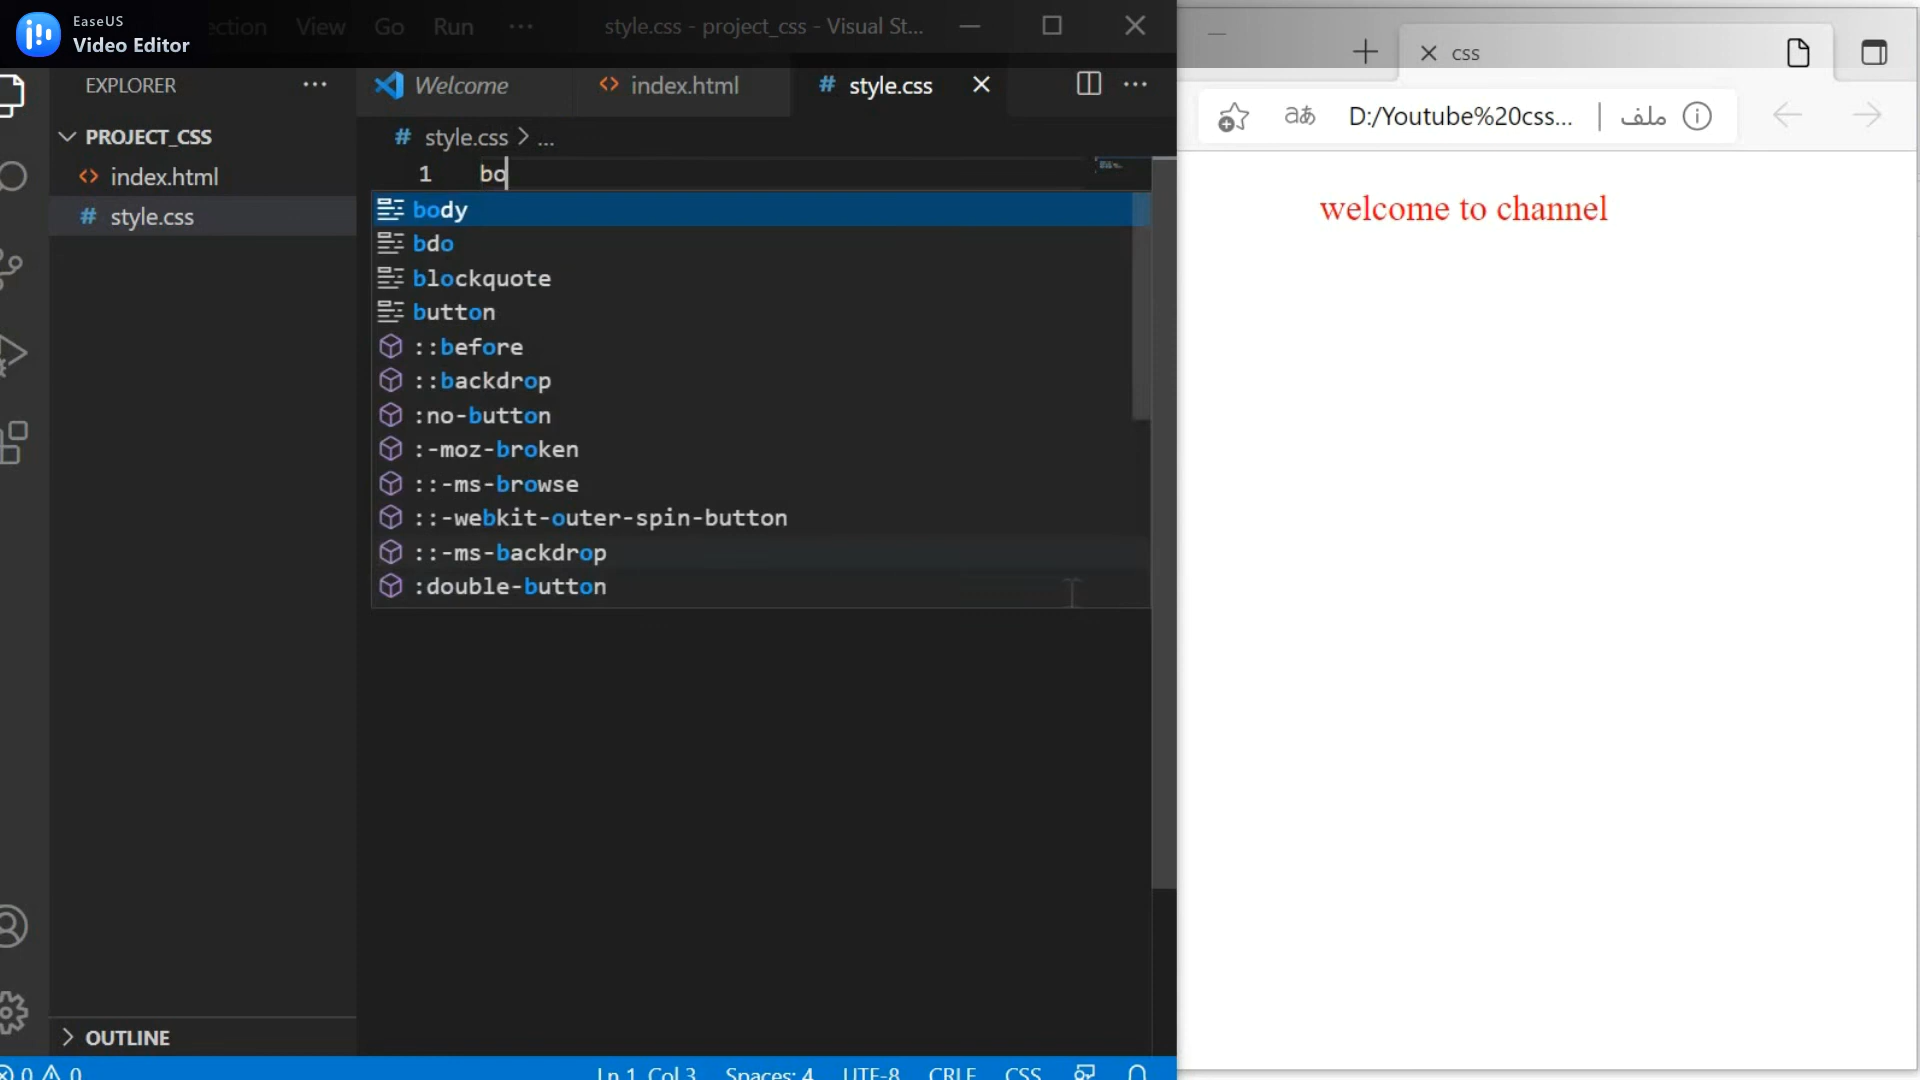 EaseUS
Video Editor
ection View Go Run ... style.css - project_css - Visual St...
EXPLORER ...
Welcome
index.html
style.css
PROJECT_CSS
index.html
style.css
style.css > ...
1 bo
body
bdo
blockquote
button
::before
::backdrop
:no-button
:-moz-broken
::-ms-browse
::-webkit-outer-spin-button
::-ms-backdrop
:double-button
OUTLINE
0 0
Ln 1, Col 3 Spaces: 4 UTF-8 CRLF CSS
css
D:/Youtube%20css... | ملف
welcome to channel